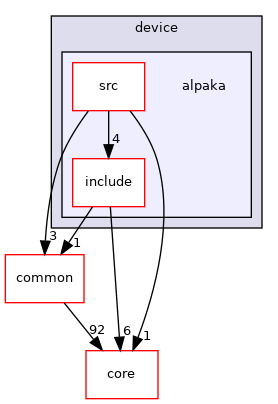 device
src alpaka
4
include
3 1
common
92 6 1
core